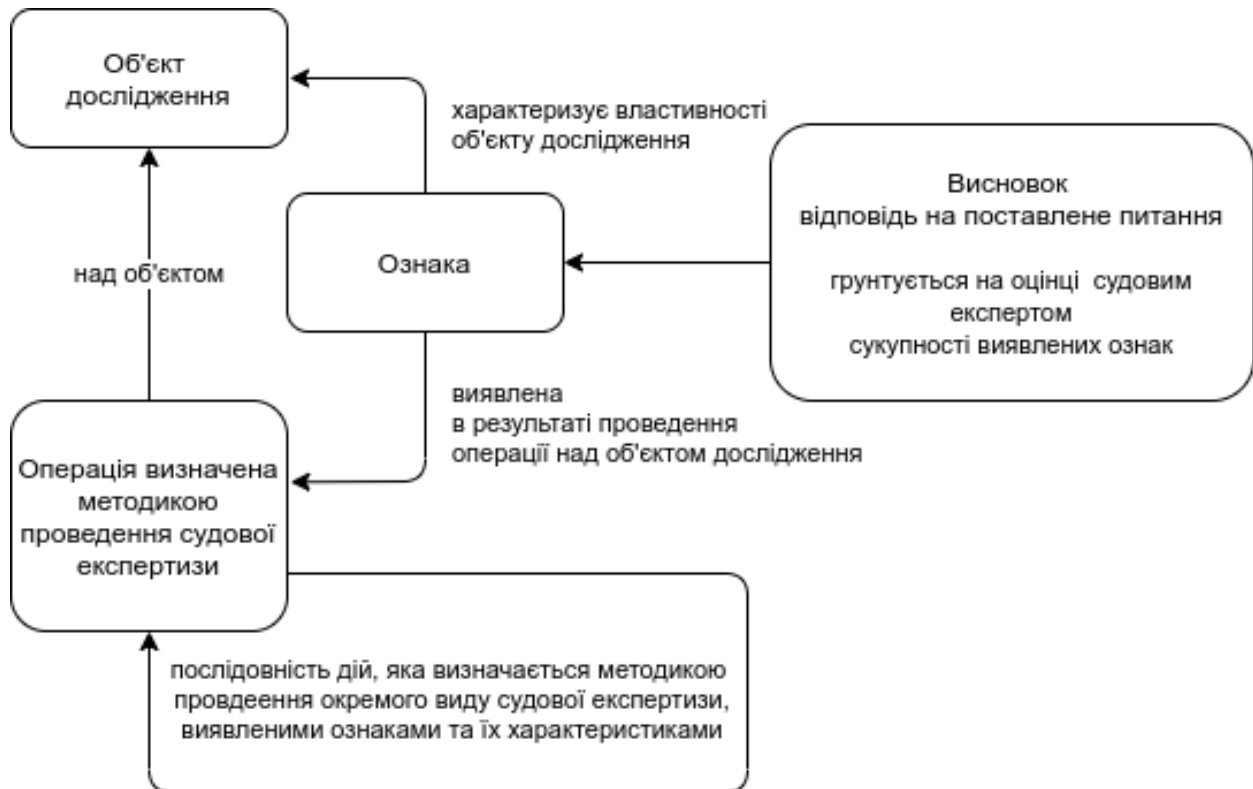 Об'єкт
дослідження
характеризує властивості
об'єкту дослідження
Висновок
відповідь на поставлене питання
грунтується на оцінці судовим
експертом
сукупності виявлених ознак
Ознака
над об'єктом
виявлена
в результаті проведення
операції над об'єктом дослідження
Операція визначена
методикою
проведення судової
експертизи
послідовність дій, яка визначається методикою
провдеення окремого виду судової експертизи,
виявленими ознаками та їх характеристиками